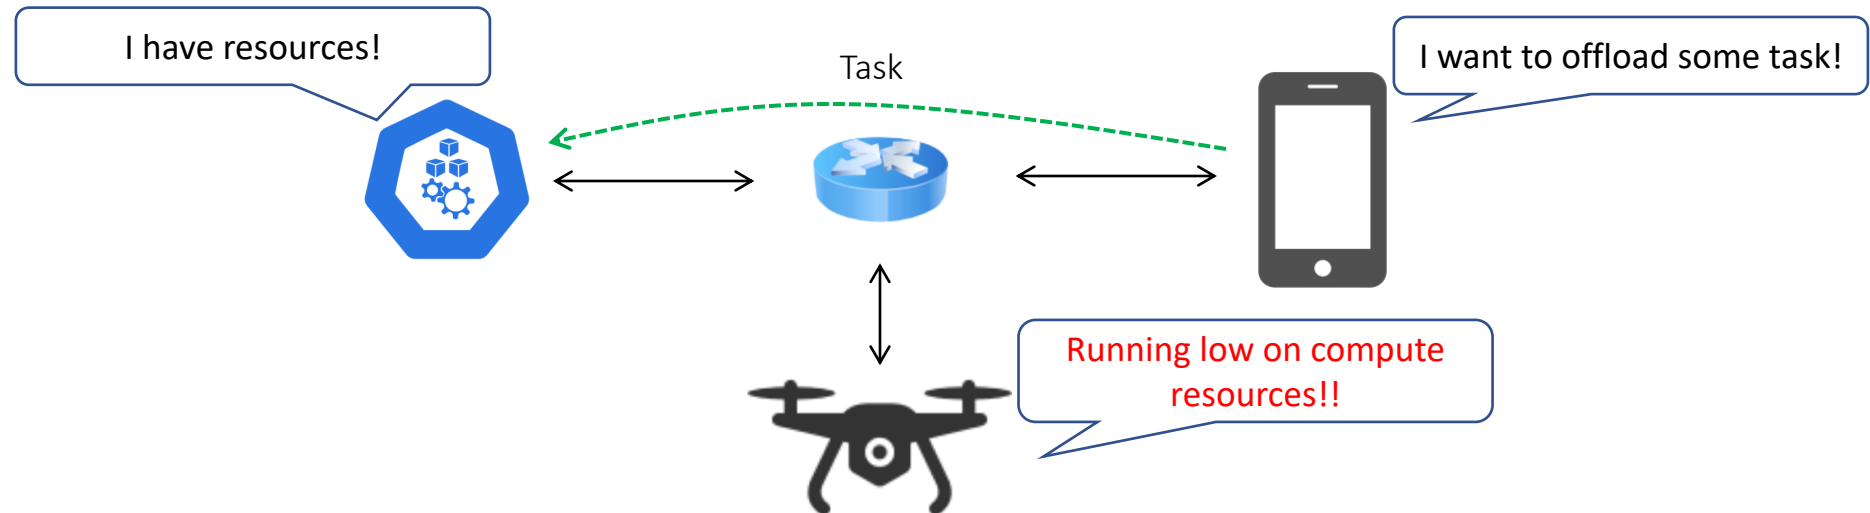 I have resources!
Task
I want to offload some task!
Running low on compute
resources!!